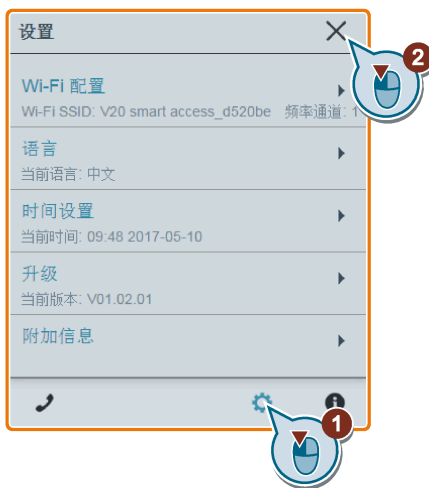 设置
2
Wi-Fi 配置
Wi-Fi SSID: V20 smart access_d520be 频率通道: 1
语言
当前语言: 中文
时间设置
当前时间: 09:48 2017-05-10
升级
当前版本: V01.02.01
附加信息
1